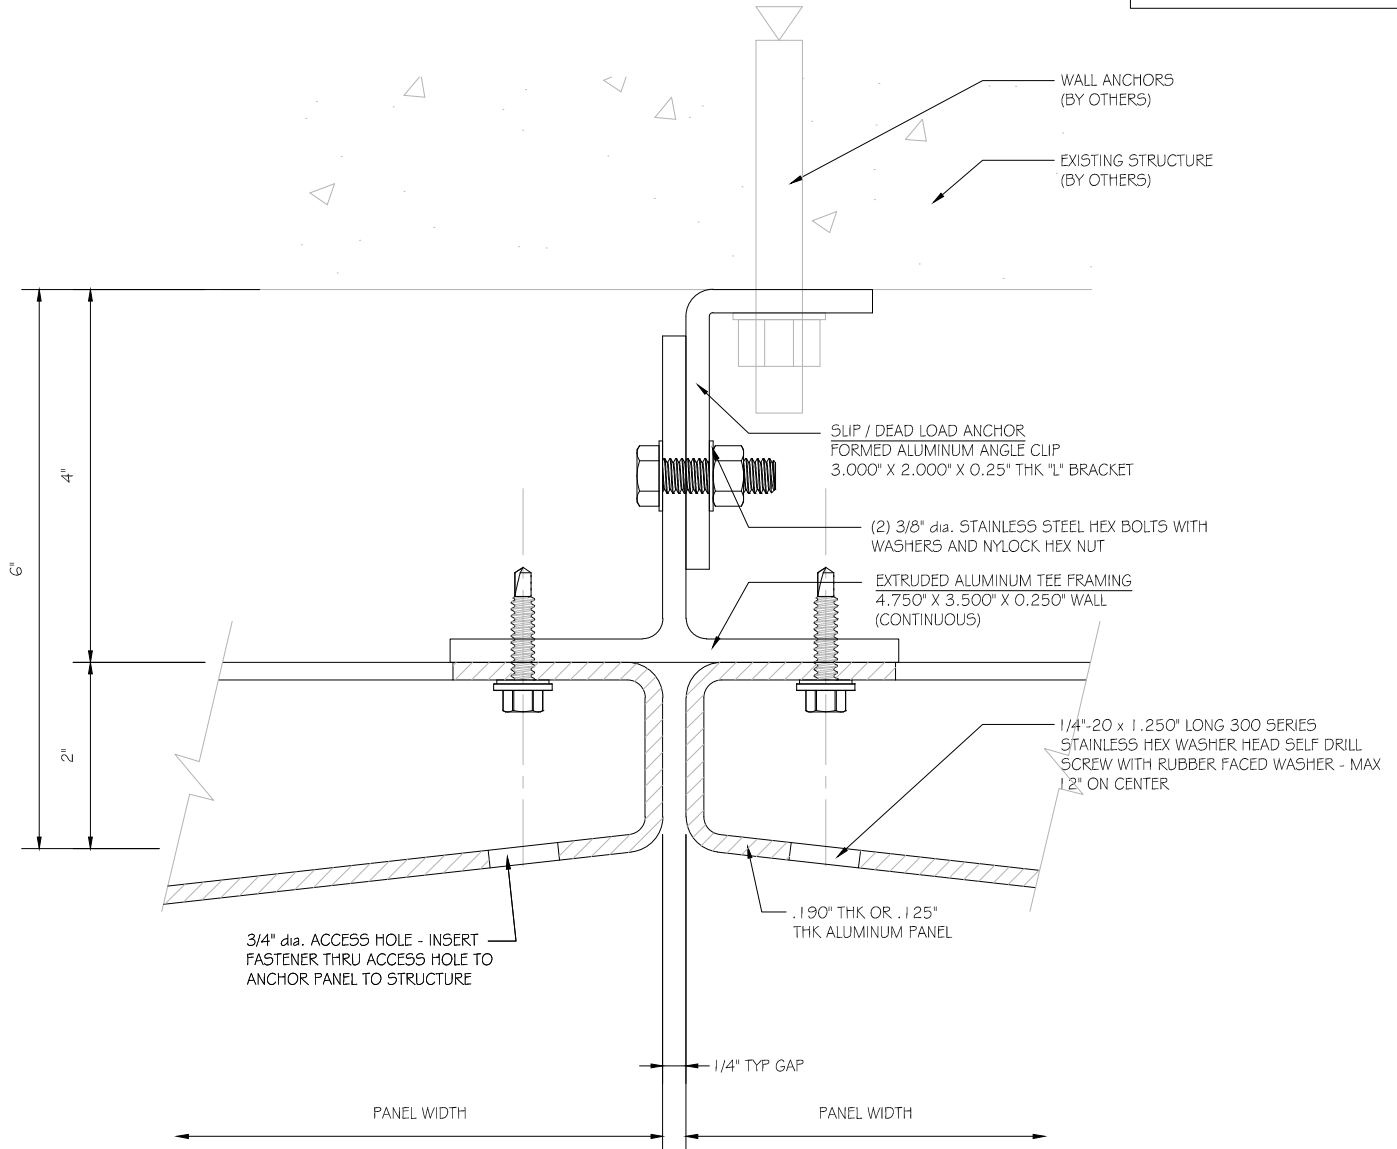 WALL ANCHORS
(BY OTHERS)
EXISTING STRUCTURE
(BY OTHERS)
SLIP / DEAD LOAD ANCHOR
FORMED ALUMINUM ANGLE CLIP
3.000" X 2.000" X 0.25" THK "L" BRACKET
4"
(2) 3/8" dia. STAINLESS STEEL HEX BOLTS WITH
WASHERS AND NYLOCK HEX NUT
6"
EXTRUDED ALUMINUM TEE FRAMING
4.750" X 3.500" X 0.250" WALL
(CONTINUOUS)
2"
1/4"-20 x 1.250" LONG 300 SERIES
STAINLESS HEX WASHER HEAD SELF DRILL
SCREW WITH RUBBER FACED WASHER - MAX
12" ON CENTER
.190" THK OR .125"
THK ALUMINUM PANEL
3/4" dia. ACCESS HOLE - INSERT
FASTENER THRU ACCESS HOLE TO
ANCHOR PANEL TO STRUCTURE
1/4" TYP GAP
PANEL WIDTH
PANEL WIDTH